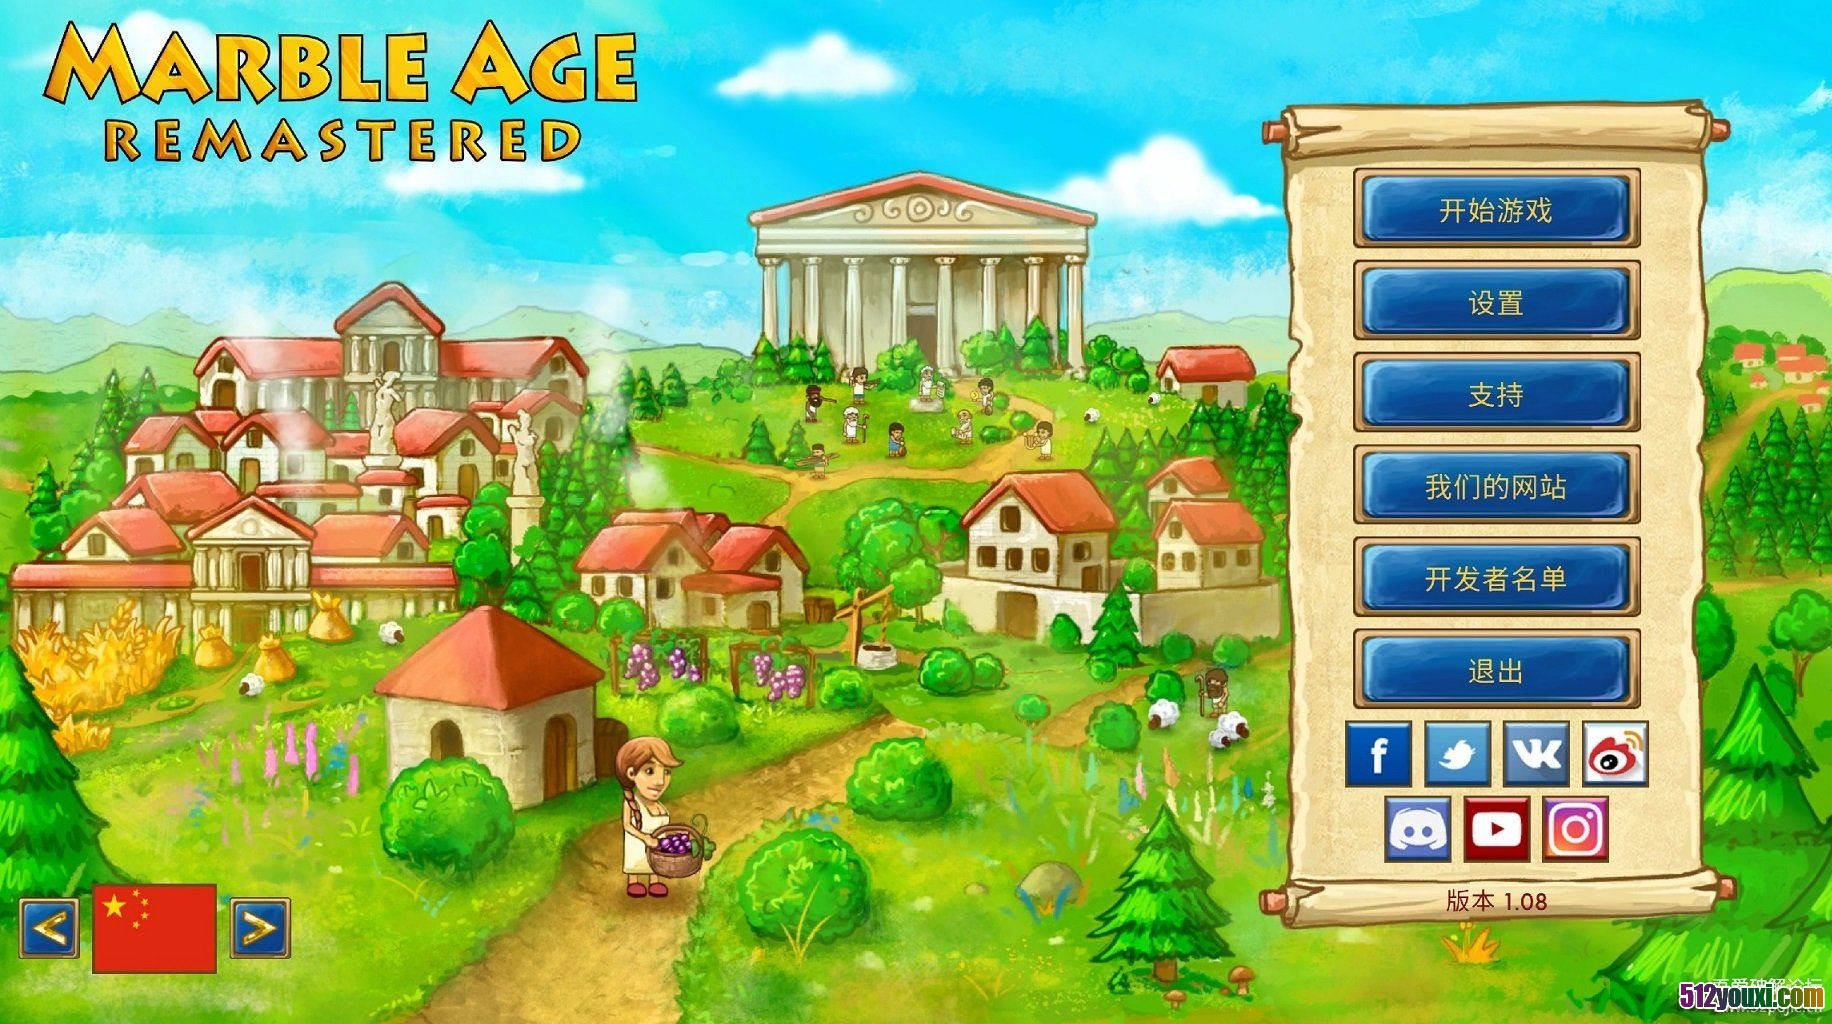 MARBLE AGE
REMASTERED
开始游戏
设置
支持
我们的网站
开发者名单
退出
版本 1.08
512youxi.com